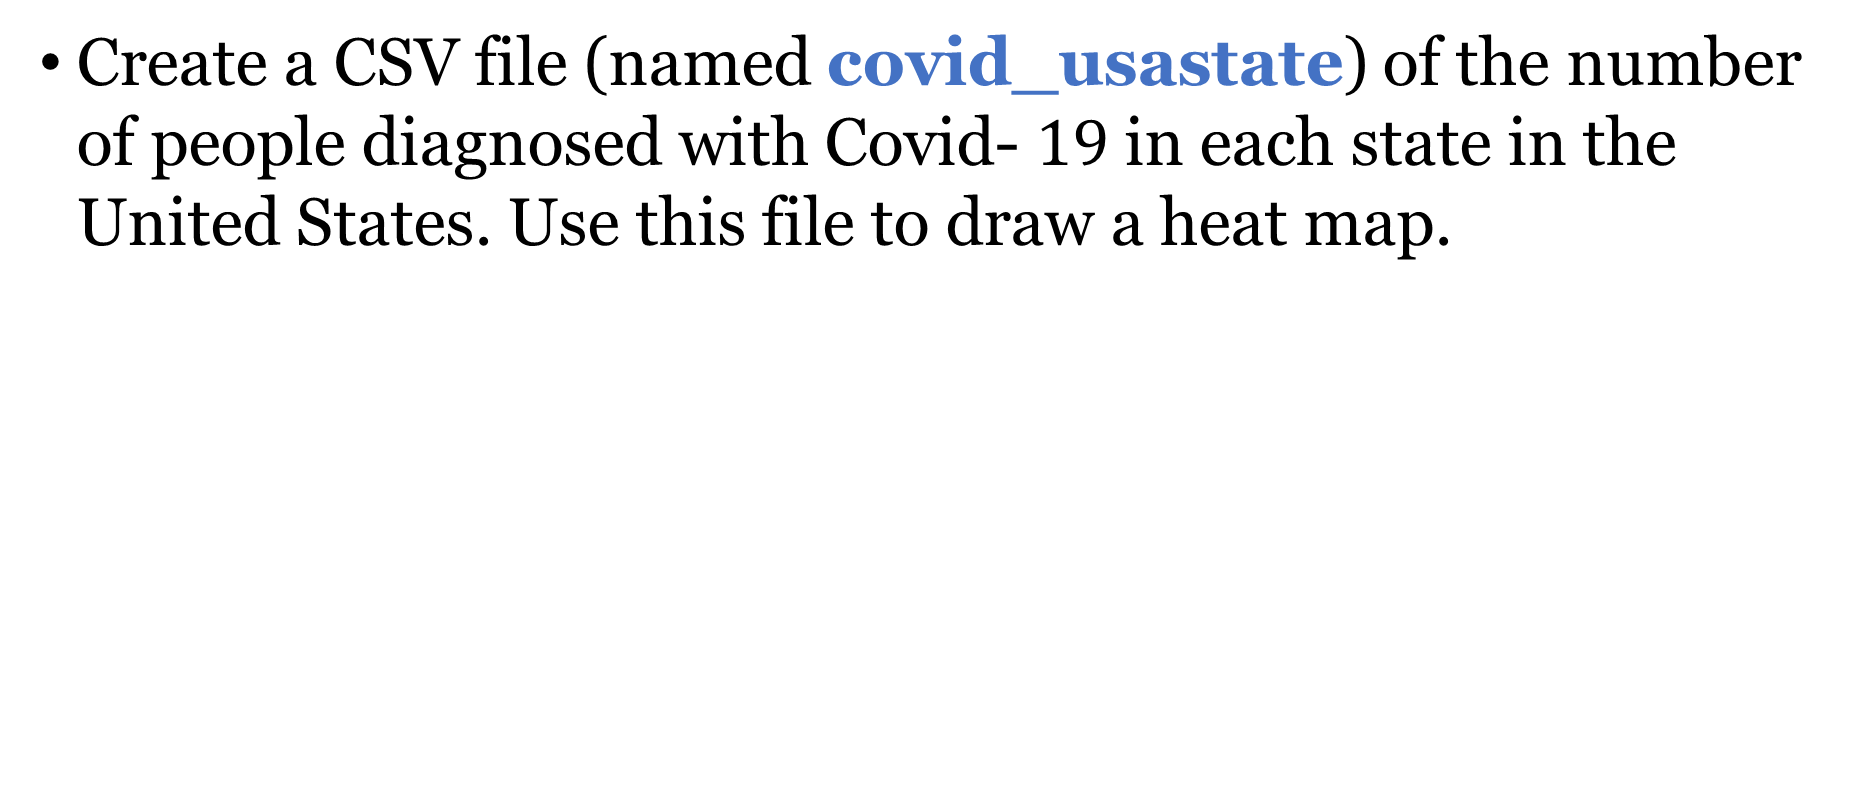 • Create a CSV file (named covid_usastate) of the number
of people diagnosed with Covid- 19 in each state in the
United States. Use this file to draw a heat map.